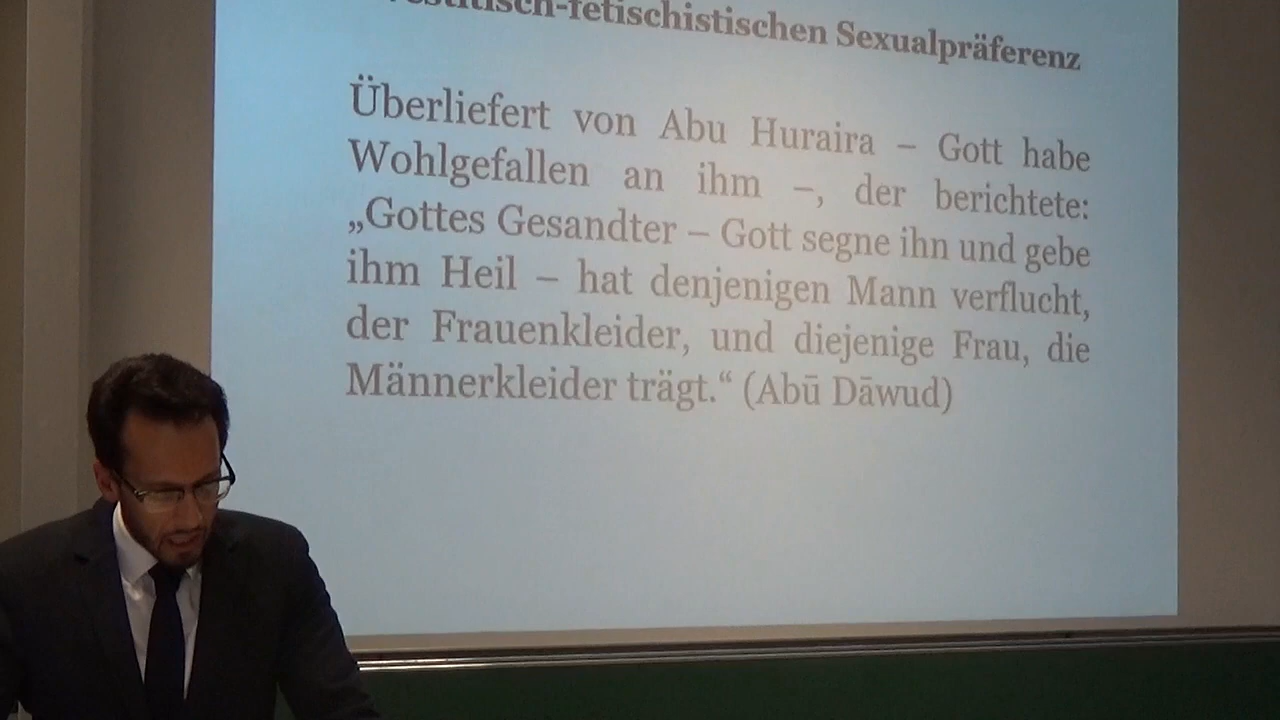 Sexualpräferenz
Überliefert von Abu Huraira – Gott habe
Wohlgefallen an ihm –, der berichtete:
„Gottes Gesandter – Gott segne ihn und gebe
ihm Heil – hat denjenigen Mann verflucht,
der Frauenkleider, und diejenige Frau, die
Männerkleider trägt.“ (Abū Dāwud)